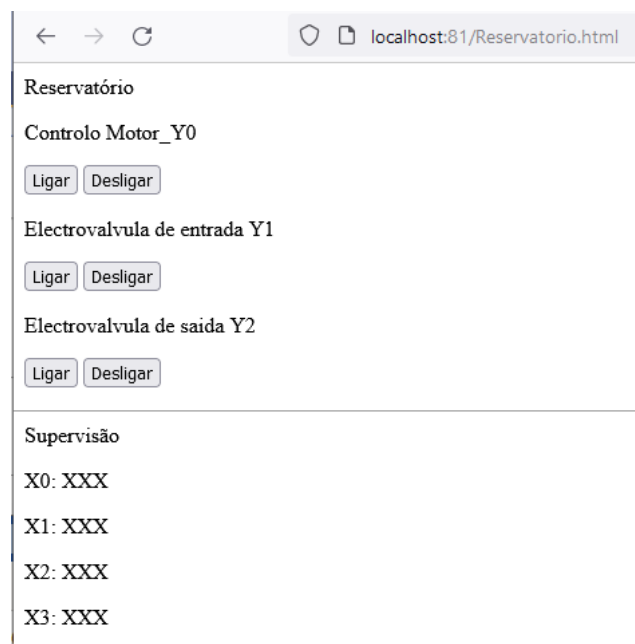 localhost:81/Reservatorio.html
Reservatório
Controlo Motor_Y0
Ligar Desligar
Electrovalvula de entrada Y1
Ligar Desligar
Electrovalvula de saida Y2
Ligar Desligar
Supervisão
X0: XXX
X1: XXX
X2: XXX
X3: XXX